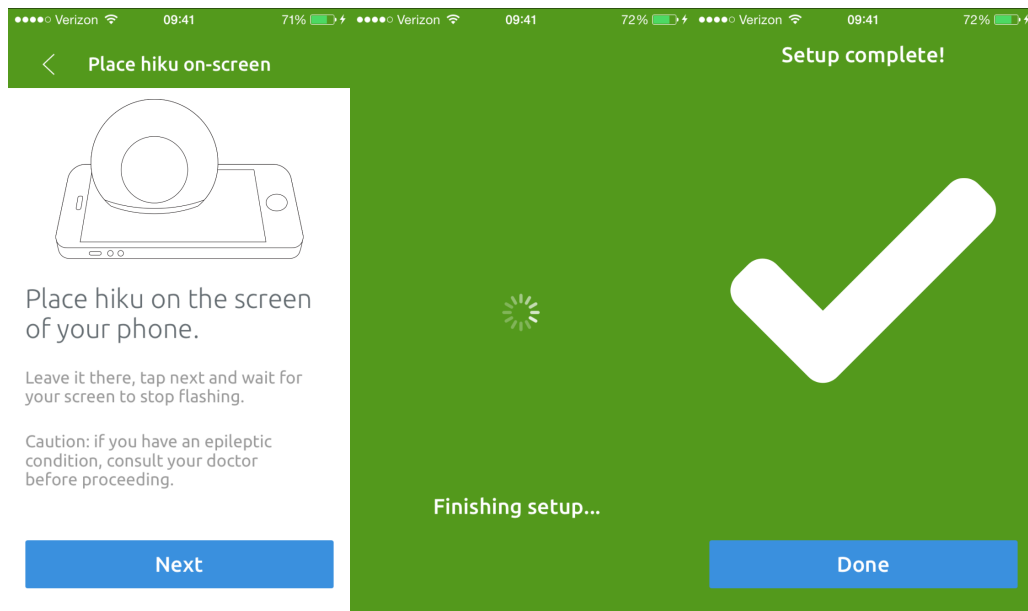 Verizon 09:41 71%
Place hiku on-screen
Place hiku on the screen
of your phone.
Leave it there, tap next and wait for
your screen to stop flashing.
Caution: if you have an epileptic
condition, consult your doctor
before proceeding.
Next
Verizon 09:41 72%
Finishing setup...
Verizon 09:41 72%
Setup complete!
Done